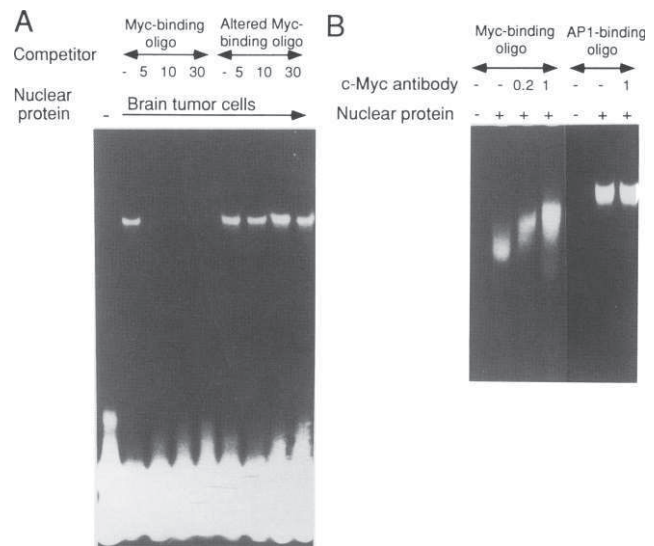 A
Competitor
Myc-binding oligo
Altered Myc-binding oligo
- 5 10 30 - 5 10 30
Nuclear protein
- Brain tumor cells
B
Myc-binding oligo
AP1-binding oligo
c-Myc antibody - - 0.2 1 - - 1
Nuclear protein - + + + - + +